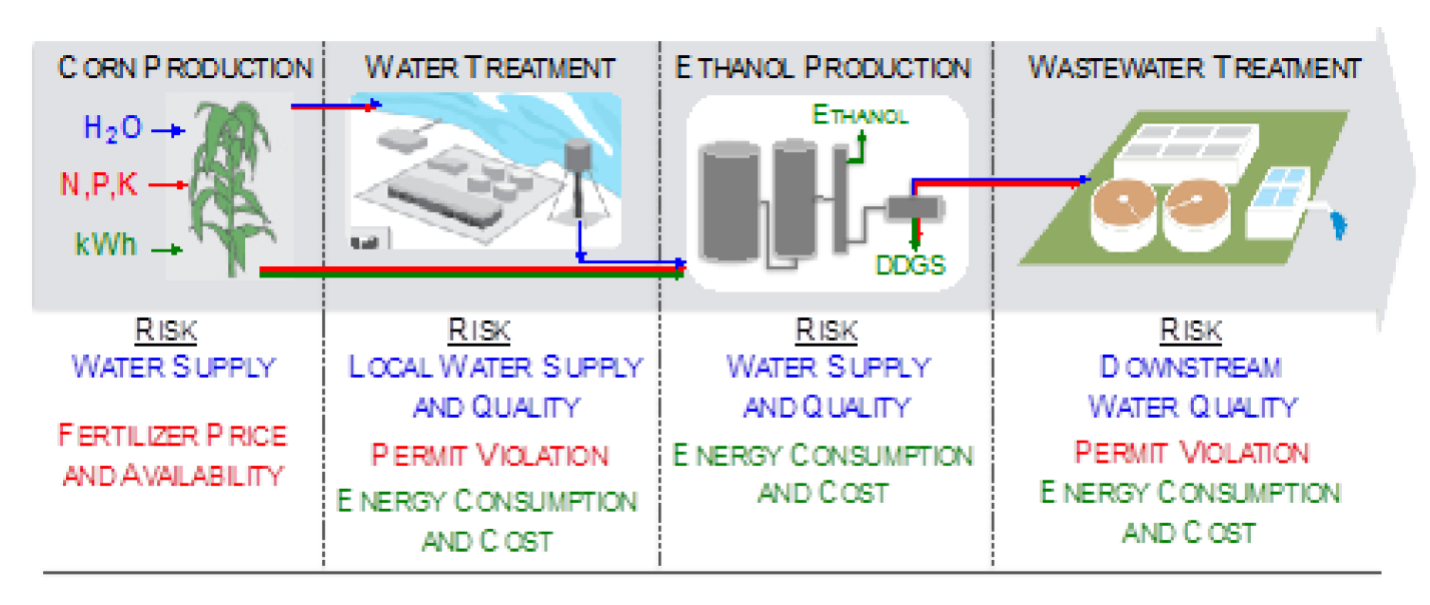 CORN PRODUCTION
H₂O
N,P,K
kWh
WATER TREATMENT
ETHANOL PRODUCTION
ETHANOL
DDGS
WASTEWATER TREATMENT
RISK
WATER SUPPLY
FERTILIZER PRICE
AND AVAILABILITY
RISK
LOCAL WATER SUPPLY
AND QUALITY
PERMIT VIOLATION
ENERGY CONSUMPTION
AND COST
RISK
WATER SUPPLY
AND QUALITY
ENERGY CONSUMPTION
AND COST
RISK
DOWNSTREAM
WATER QUALITY
PERMIT VIOLATION
ENERGY CONSUMPTION
AND COST